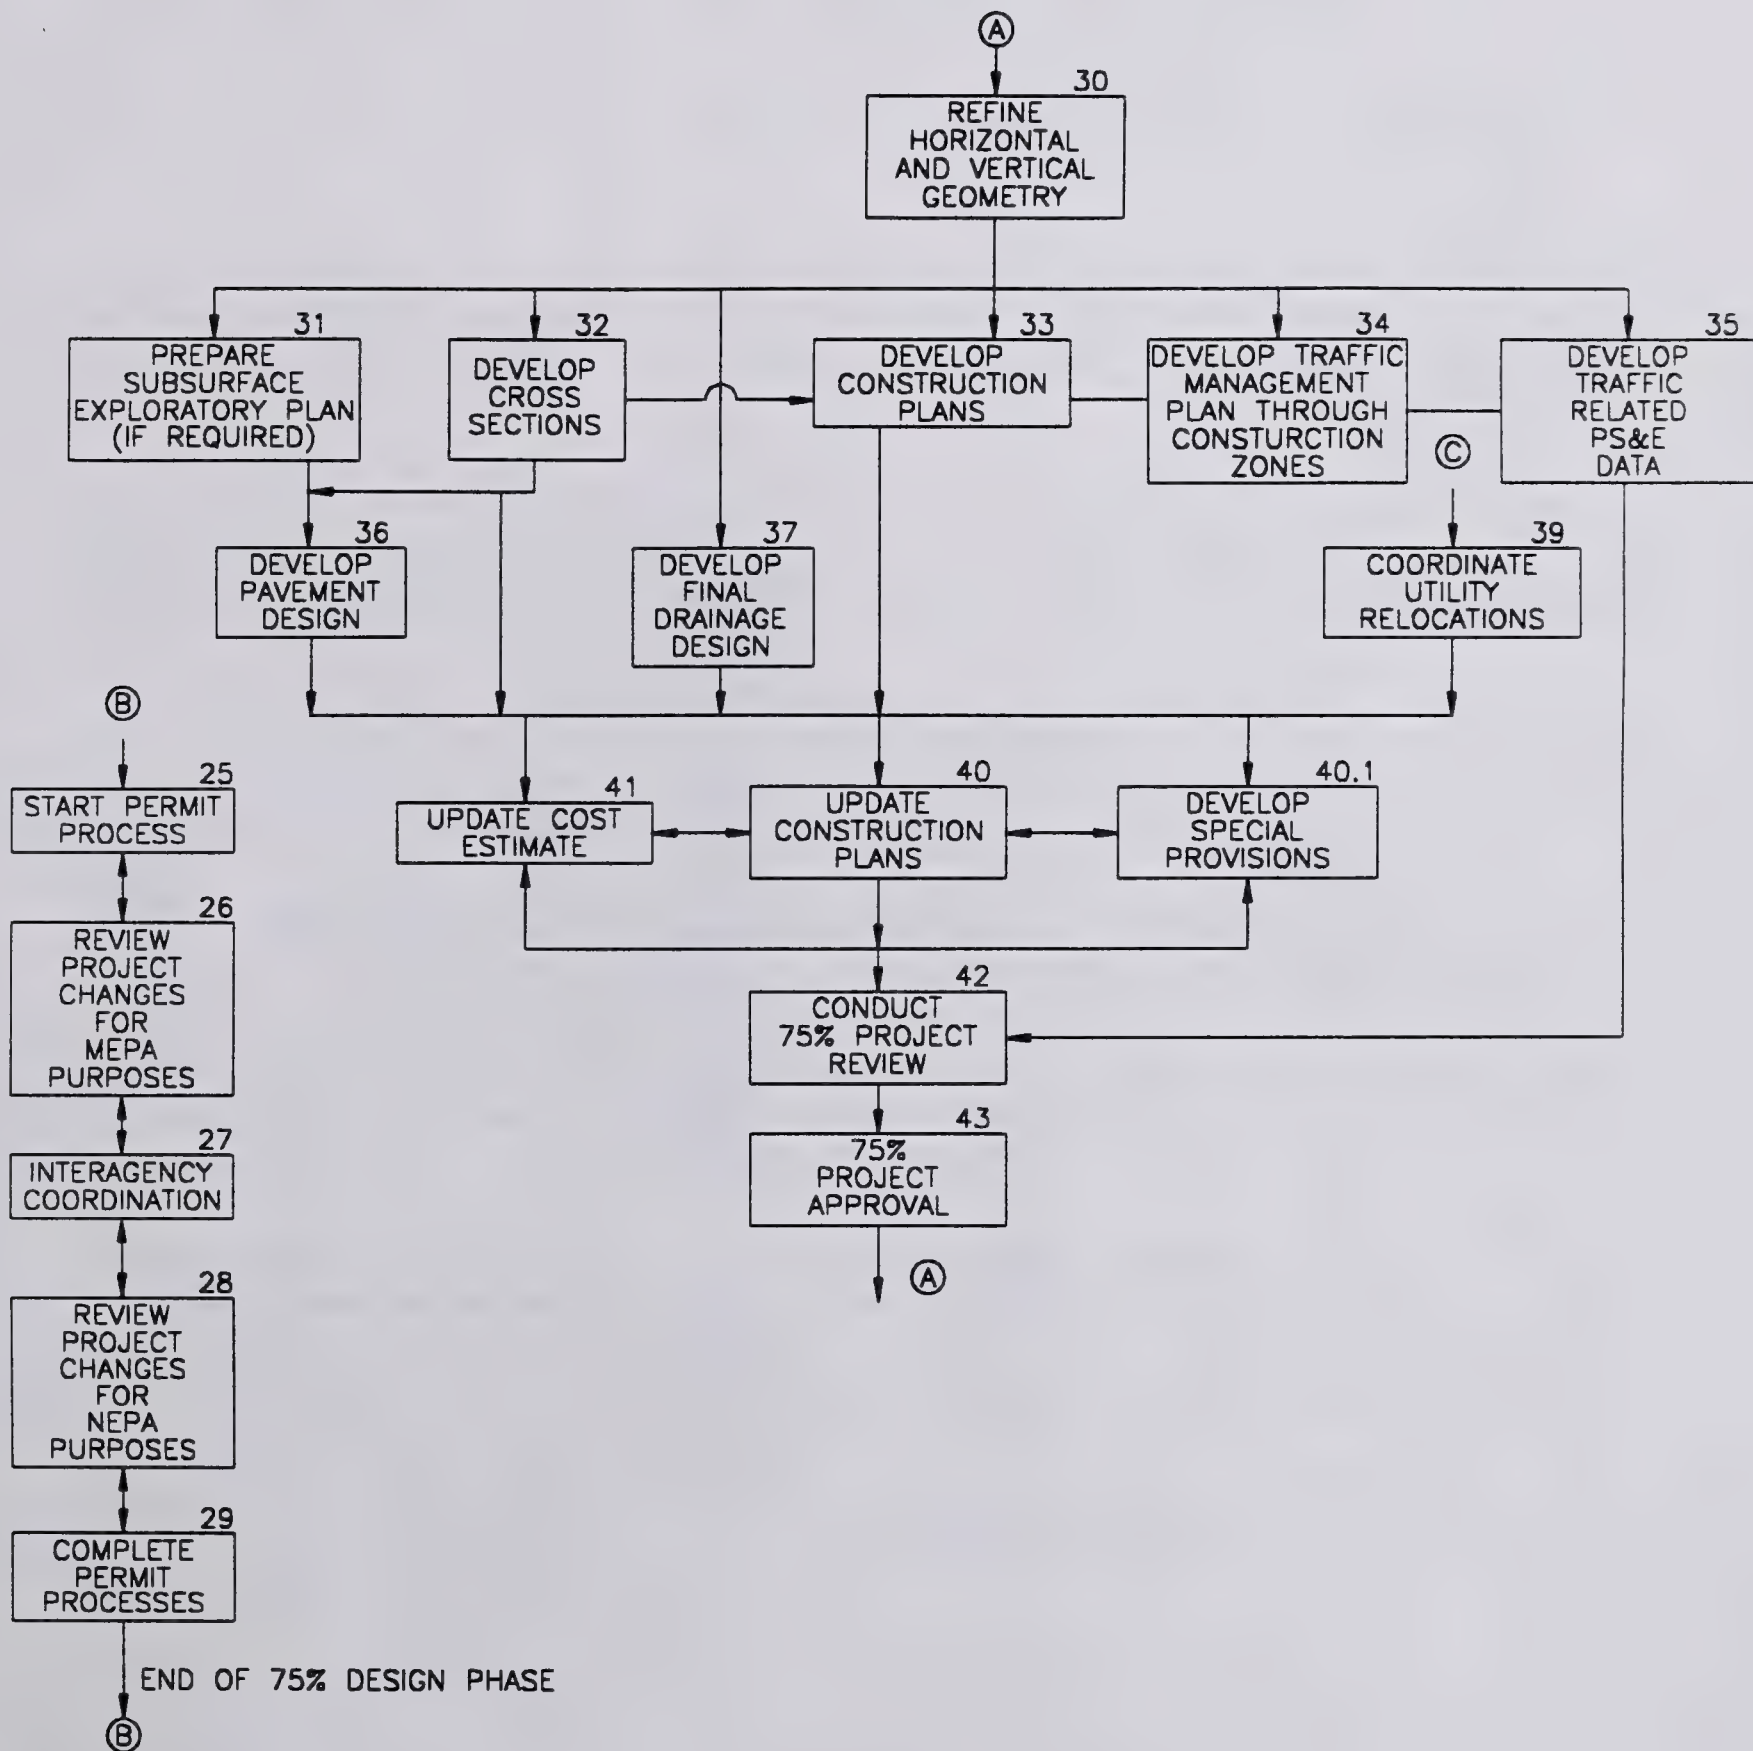 A
30
REFINE
HORIZONTAL
AND VERTICAL
GEOMETRY
31
PREPARE
SUBSURFACE
EXPLORATORY PLAN
(IF REQUIRED)
32
DEVELOP
CROSS
SECTIONS
33
DEVELOP
CONSTRUCTION
PLANS
34
DEVELOP TRAFFIC
MANAGEMENT
PLAN THROUGH
CONSTURCTION
ZONES
35
DEVELOP
TRAFFIC
RELATED
PS&E
DATA
C
36
DEVELOP
PAVEMENT
DESIGN
37
DEVELOP
FINAL
DRAINAGE
DESIGN
39
COORDINATE
UTILITY
RELOCATIONS
B
25
START PERMIT
PROCESS
41
UPDATE COST
ESTIMATE
40
UPDATE
CONSTRUCTION
PLANS
40.1
DEVELOP
SPECIAL
PROVISIONS
26
REVIEW
PROJECT
CHANGES
FOR
MEPA
PURPOSES
42
CONDUCT
75% PROJECT
REVIEW
27
INTERAGENCY
COORDINATION
43
75%
PROJECT
APPROVAL
A
28
REVIEW
PROJECT
CHANGES
FOR
NEPA
PURPOSES
29
COMPLETE
PERMIT
PROCESSES
END OF 75% DESIGN PHASE
B